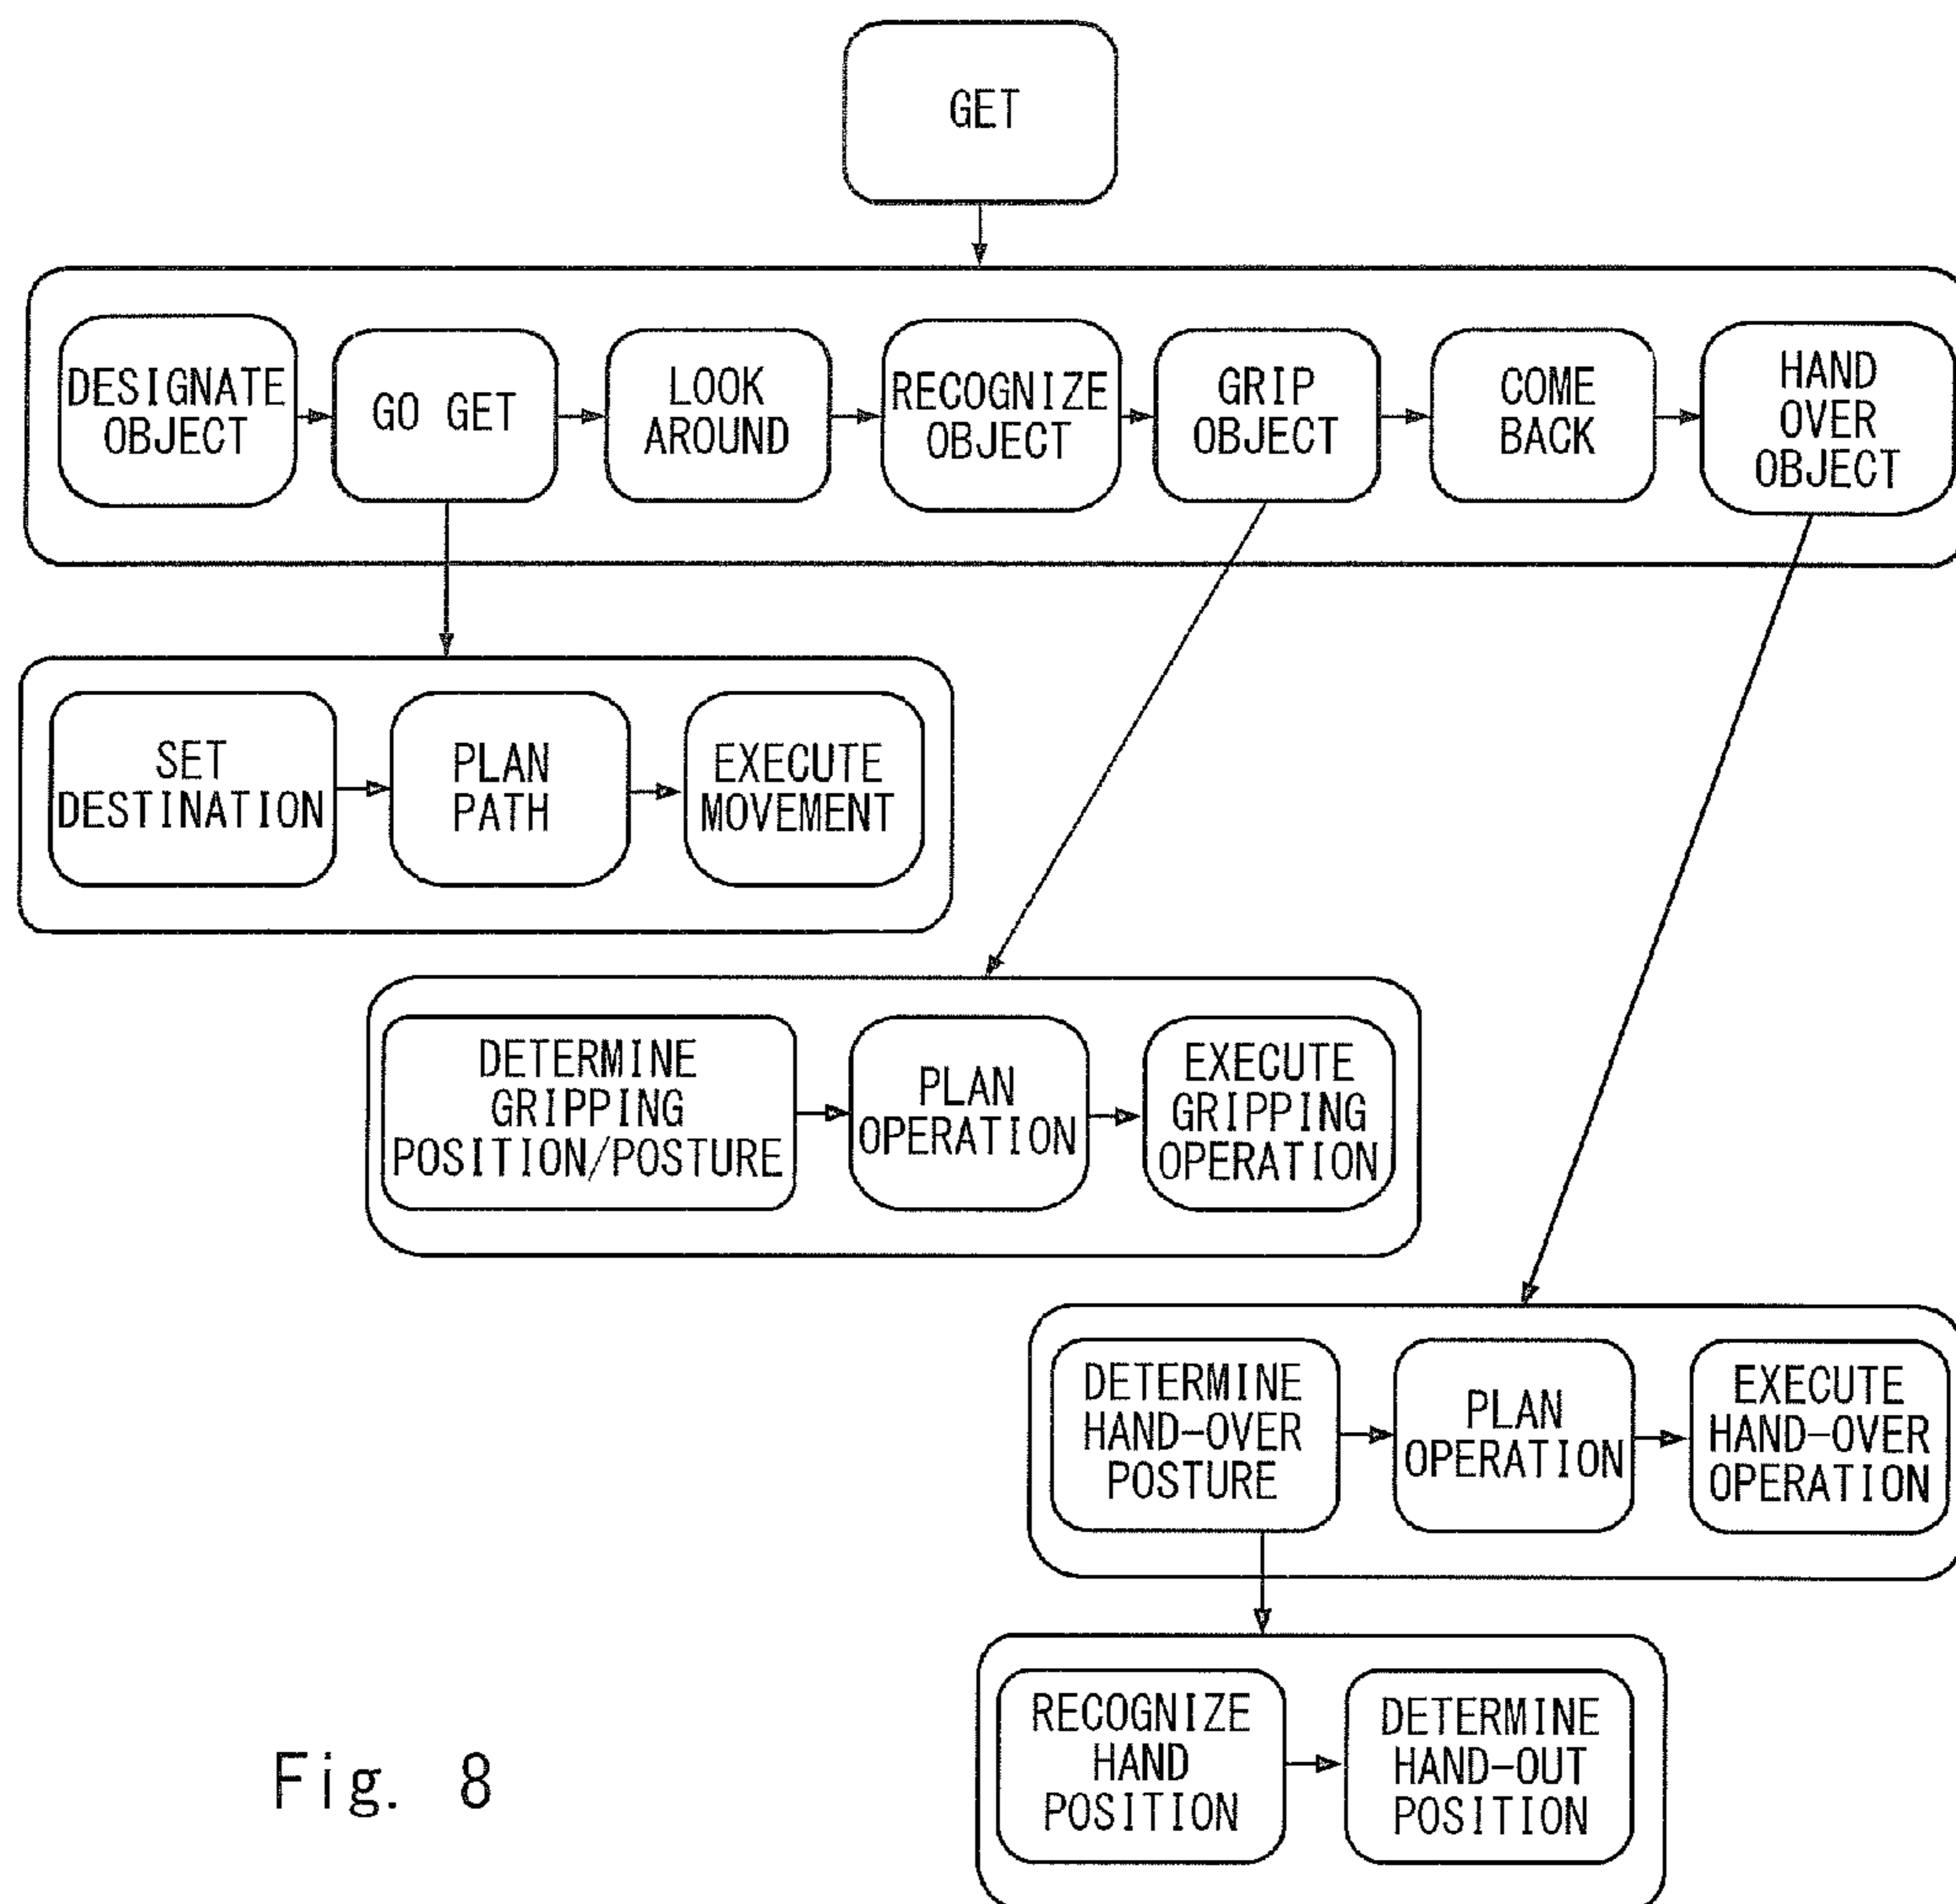 GET
DESIGNATE
OBJECT
GO GET
LOOK
AROUND
RECOGNIZE
OBJECT
GRIP
OBJECT
COME
BACK
HAND
OVER
OBJECT
SET
DESTINATION
PLAN
PATH
EXECUTE
MOVEMENT
DETERMINE
GRIPPING
POSITION/POSTURE
PLAN
OPERATION
EXECUTE
GRIPPING
OPERATION
DETERMINE
HAND-OVER
POSTURE
PLAN
OPERATION
EXECUTE
HAND-OVER
OPERATION
RECOGNIZE
HAND
POSITION
DETERMINE
HAND-OUT
POSITION
Fig. 8